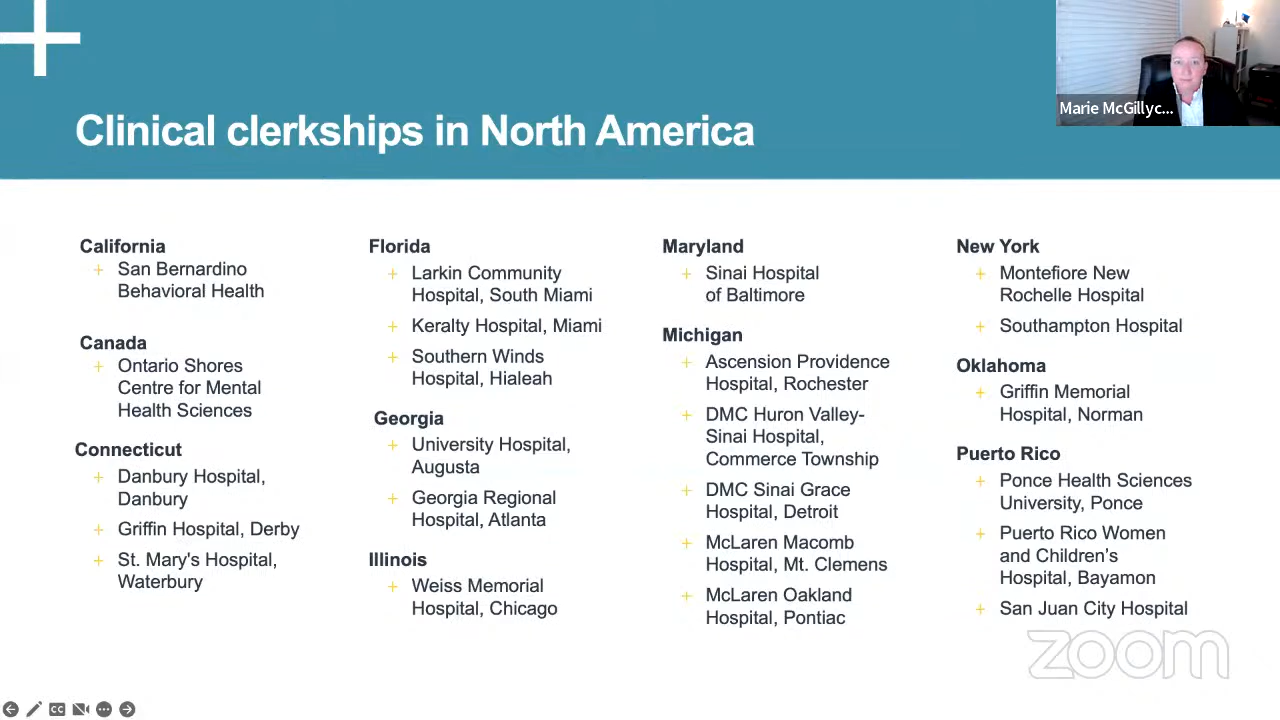 Marie McGillyc...
Clinical clerkships in North America
California
San Bernardino
Behavioral Health
Canada
Ontario Shores
Centre for Mental
Health Sciences
Connecticut
Danbury Hospital,
Danbury
Griffin Hospital, Derby
St. Mary's Hospital,
Waterbury
Florida
Larkin Community
Hospital, South Miami
Keralty Hospital, Miami
Southern Winds
Hospital, Hialeah
Georgia
University Hospital,
Augusta
Georgia Regional
Hospital, Atlanta
Illinois
Weiss Memorial
Hospital, Chicago
Maryland
Sinai Hospital
of Baltimore
Michigan
Ascension Providence
Hospital, Rochester
DMC Huron Valley-
Sinai Hospital,
Commerce Township
DMC Sinai Grace
Hospital, Detroit
McLaren Macomb
Hospital, Mt. Clemens
McLaren Oakland
Hospital, Pontiac
New York
Montefiore New
Rochelle Hospital
Southampton Hospital
Oklahoma
Griffin Memorial
Hospital, Norman
Puerto Rico
Ponce Health Sciences
University, Ponce
Puerto Rico Women
and Children’s
Hospital, Bayamon
San Juan City Hospital
zoom
CC